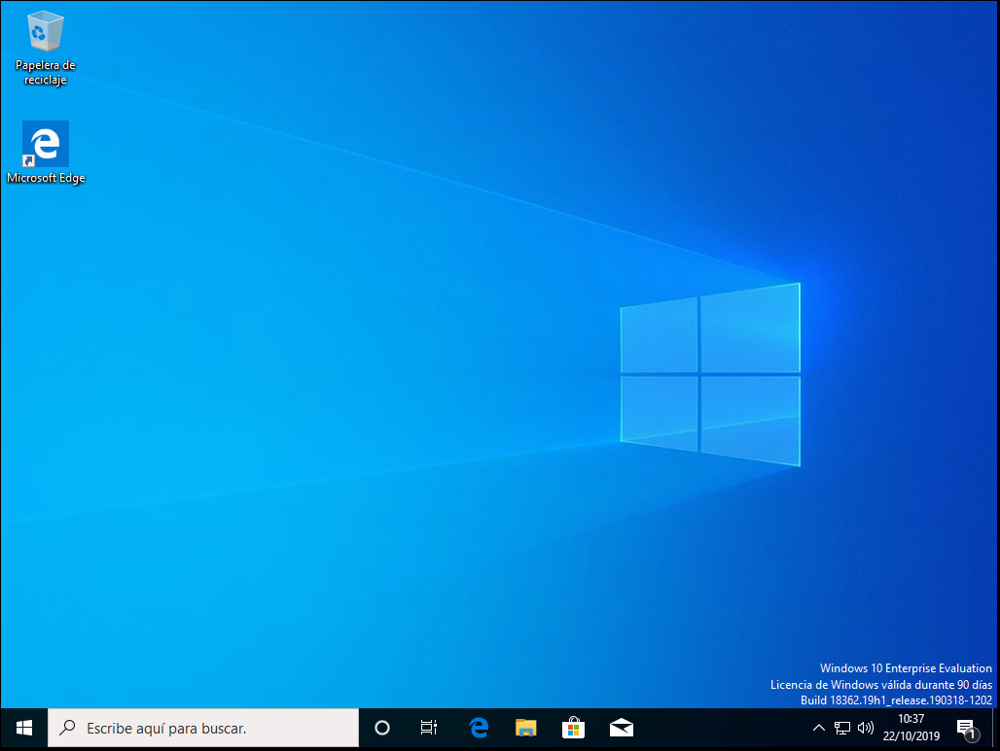 Papelera de
reciclaje
Microsoft Edge
Windows 10 Enterprise Evaluation
Licencia de Windows válida durante 90 días
Build 18362.19h1_release.190318-1202
Escribe aquí para buscar.
10:37
22/10/2019
1